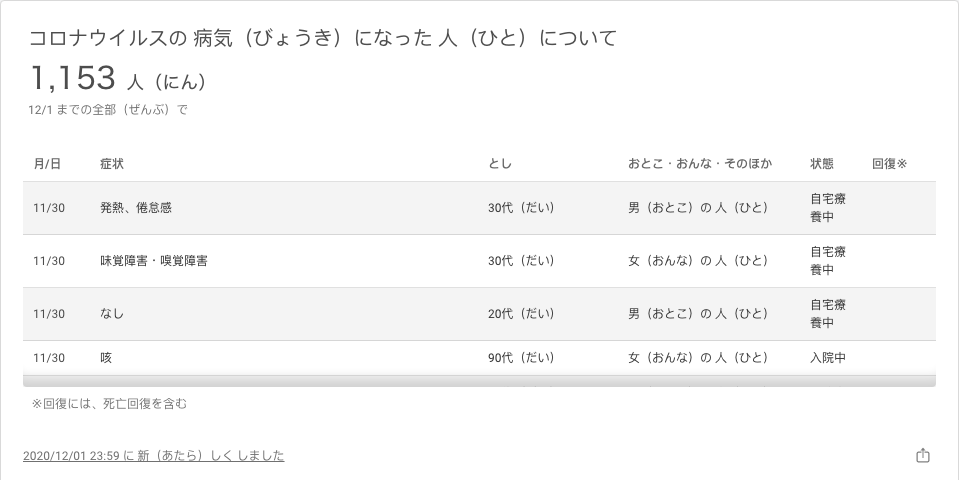 コロナウイルスの 病気（びょうき）になった 人（ひと）について
1,153 人（にん）
12/1 までの全部（ぜんぶ）で
月/日 症状 とし おとこ・おんな・そのほか 状態 回復※
11/30 発熱、倦怠感 30代（だい） 男（おとこ）の 人（ひと） 自宅療
養中
11/30 味覚障害・嗅覚障害 30代（だい） 女（おんな）の 人（ひと） 自宅療
養中
11/30 なし 20代（だい） 男（おとこ）の 人（ひと） 自宅療
養中
11/30 咳 90代（だい） 女（おんな）の 人（ひと） 入院中
※回復には、死亡回復を含む
2020/12/01 23:59 に 新（あたら）しく しました